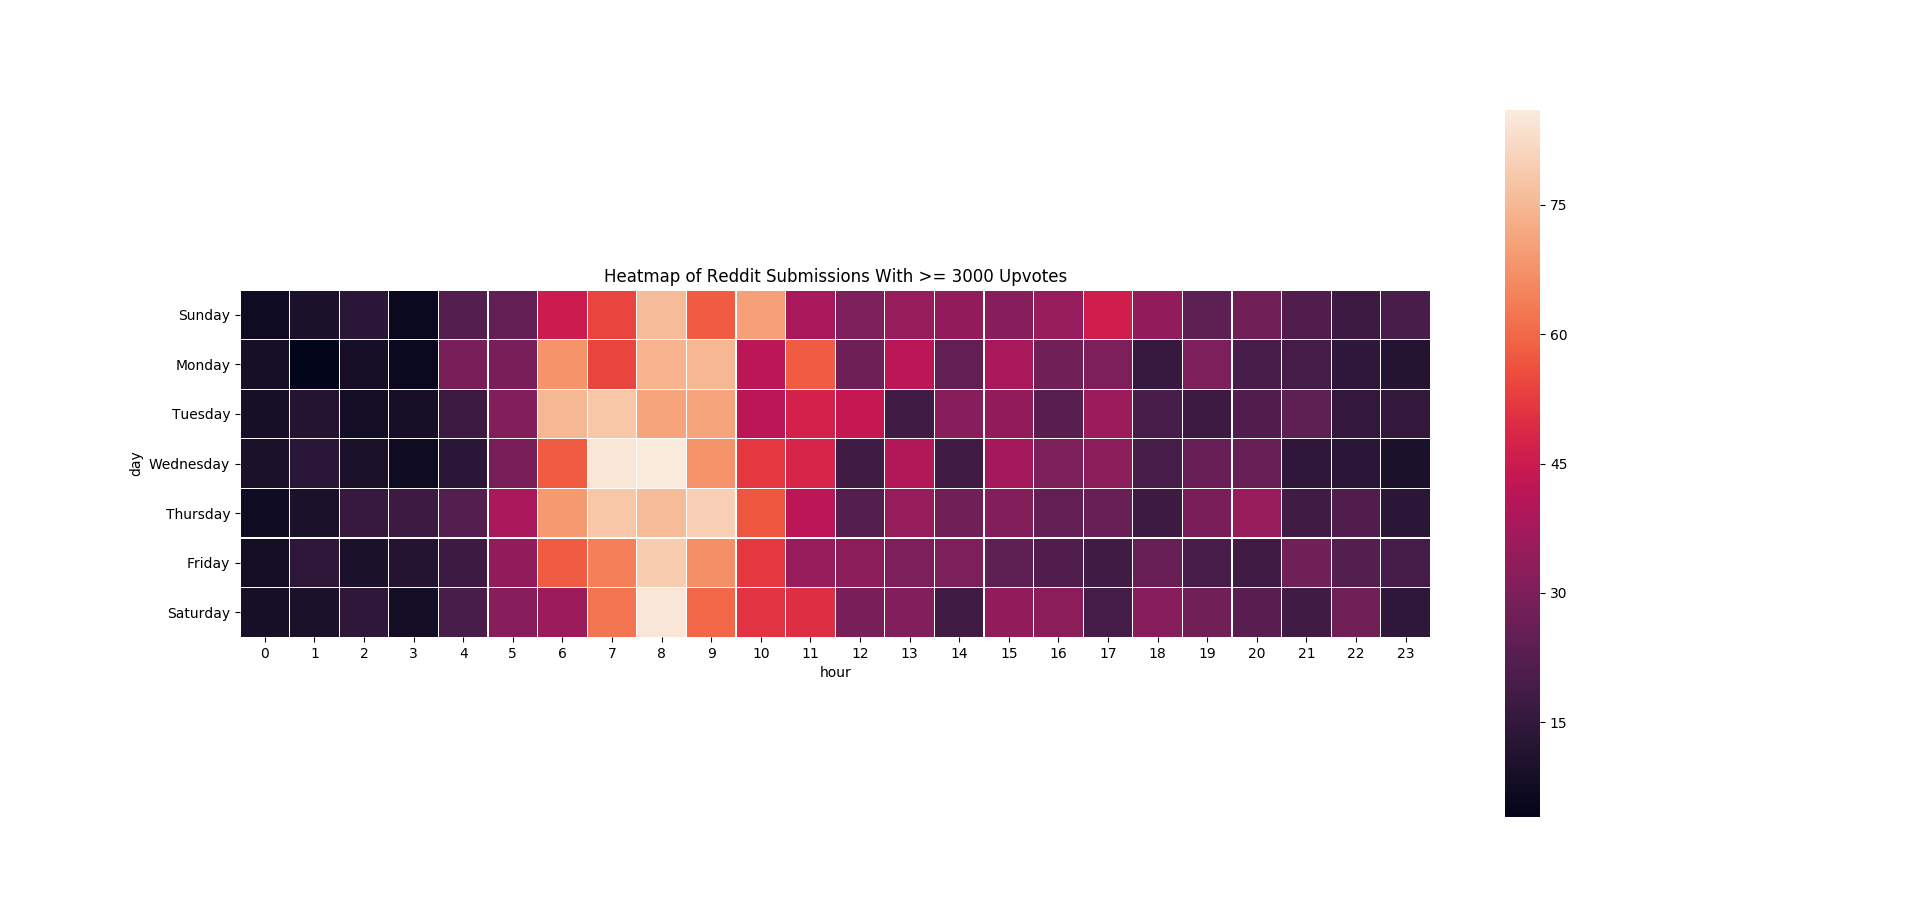 Heatmap of Reddit Submissions With >= 3000 Upvotes
day
Sunday
Monday
Tuesday
Wednesday
Thursday
Friday
Saturday
0 1 2 3 4 5 6 7 8 9 10 11 12 13 14 15 16 17 18 19 20 21 22 23
hour
75
60
45
30
15